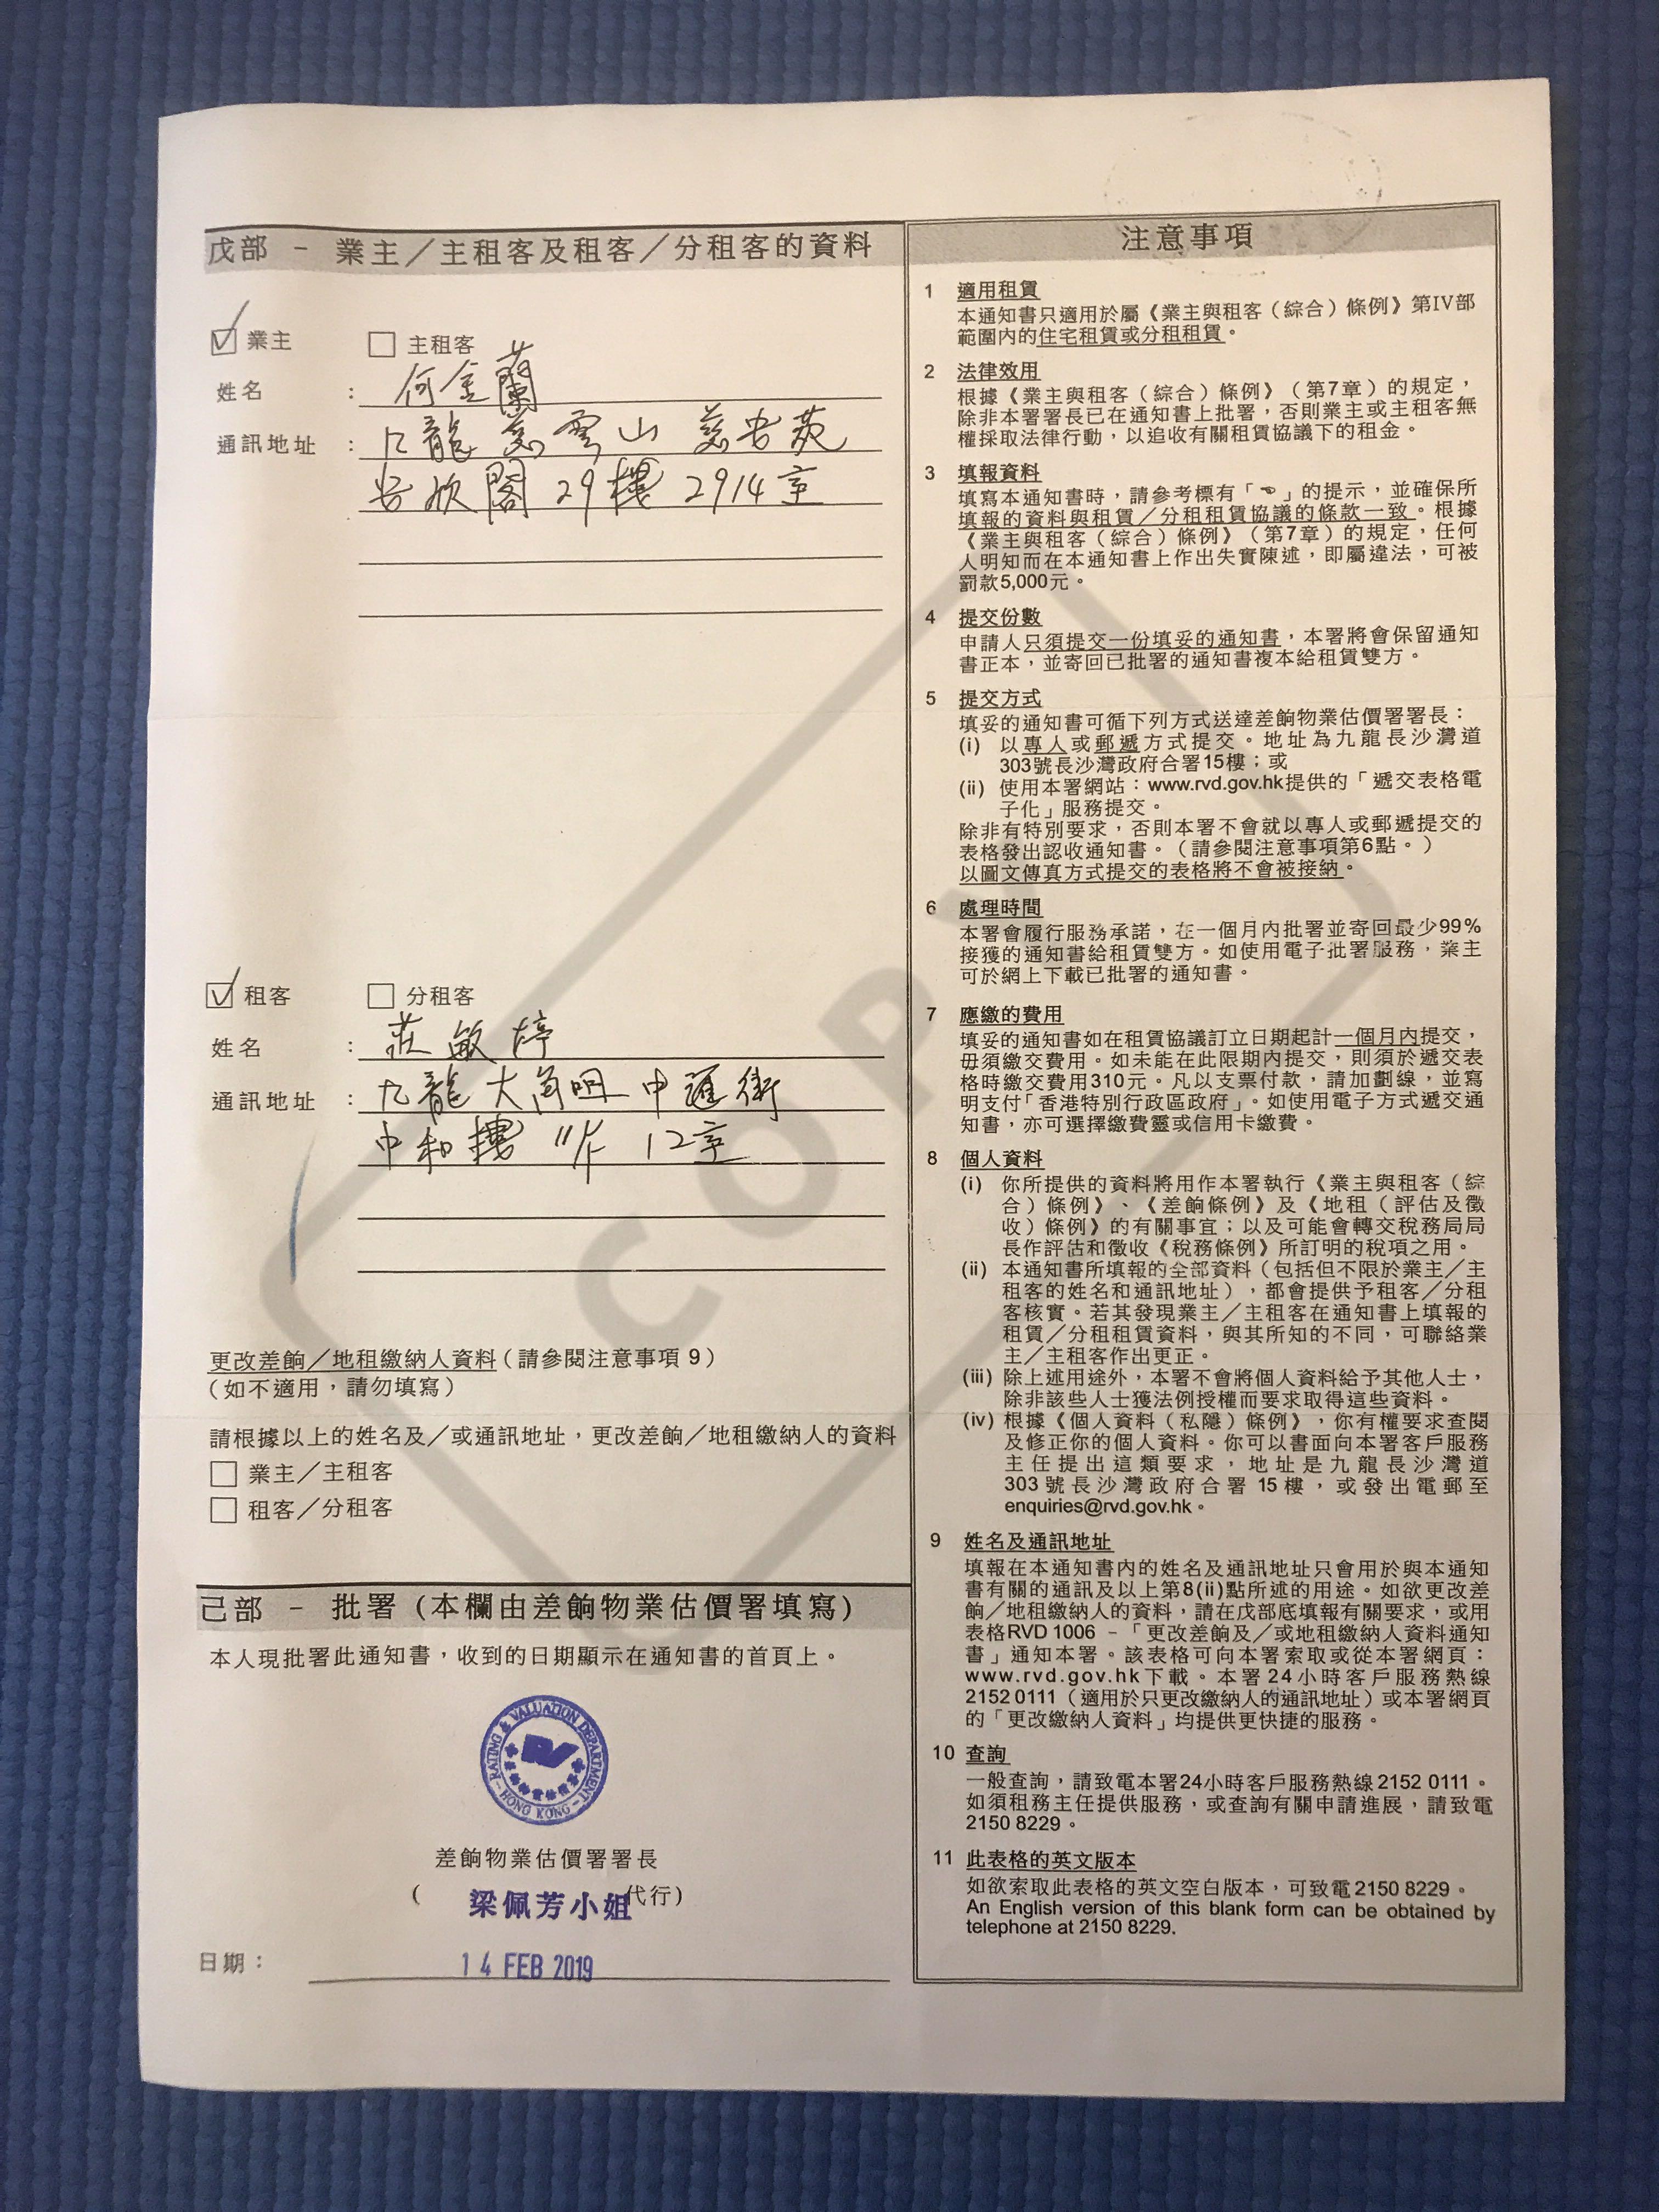 戊部 - 業主／主租客及租客／分租客的資料
業主
主租客
姓名 : 何金蘭
通訊地址 : 九龍慈雲山 慈安苑
安欣閣 29樓 2914室
租客
分租客
姓名 : 莊敏婷
通訊地址 : 九龍大角咀 中匯街
中和樓 11/F 12室
更改差餉／地租繳納人資料（請參閱注意事項 9）
（如不適用，請勿填寫）
請根據以上的姓名及／或通訊地址，更改差餉／地租繳納人的資料
業主／主租客
租客／分租客
己部 - 批署 (本欄由差餉物業估價署填寫)
本人現批署此通知書，收到的日期顯示在通知書的首頁上。
RATING & VALUATION DEPARTMENT
HONG KONG
差餉物業估價署署長
( 梁佩芳小姐 代行)
日期： 14 FEB 2019
COPY
注意事項
1 適用租賃
本通知書只適用於屬《業主與租客（綜合）條例》第IV部
範圍內的住宅租賃或分租租賃。
2 法律效用
根據《業主與租客（綜合）條例》（第7章）的規定，
除非本署署長已在通知書上批署，否則業主或主租客無
權採取法律行動，以追收有關租賃協議下的租金。
3 填報資料
填寫本通知書時，請參考標有「☜」的提示，並確保所
填報的資料與租賃／分租租賃協議的條款一致。根據
《業主與租客（綜合）條例》（第7章）的規定，任何
人明知而在本通知書上作出失實陳述，即屬違法，可被
罰款5,000元。
4 提交份數
申請人只須提交一份填妥的通知書，本署將會保留通知
書正本，並寄回已批署的通知書複本給租賃雙方。
5 提交方式
填妥的通知書可循下列方式送達差餉物業估價署署長：
(i) 以專人或郵遞方式提交。地址為九龍長沙灣道
303號長沙灣政府合署15樓；或
(ii) 使用本署網站：www.rvd.gov.hk提供的「遞交表格電
子化」服務提交。
除非有特別要求，否則本署不會就以專人或郵遞提交的
表格發出認收通知書。（請參閱注意事項第6點。）
以圖文傳真方式提交的表格將不會被接納。
6 處理時間
本署會履行服務承諾，在一個月內批署並寄回最少99%
接獲的通知書給租賃雙方。如使用電子批署服務，業主
可於網上下載已批署的通知書。
7 應繳的費用
填妥的通知書如在租賃協議訂立日期起計一個月內提交，
毋須繳交費用。如未能在此限期內提交，則須於遞交表
格時繳交費用310元。凡以支票付款，請加劃線，並寫
明支付「香港特別行政區政府」。如使用電子方式遞交通
知書，亦可選擇繳費靈或信用卡繳費。
8 個人資料
(i) 你所提供的資料將用作本署執行《業主與租客（綜
合）條例》、《差餉條例》及《地租（評估及徵
收）條例》的有關事宜；以及可能會轉交稅務局局
長作評估和徵收《稅務條例》所訂明的稅項之用。
(ii) 本通知書所填報的全部資料（包括但不限於業主／主
租客的姓名和通訊地址），都會提供予租客／分租
客核實。若其發現業主／主租客在通知書上填報的
租賃／分租租賃資料，與其所知的不同，可聯絡業
主／主租客作出更正。
(iii) 除上述用途外，本署不會將個人資料給予其他人士，
除非該些人士獲法例授權而要求取得這些資料。
(iv) 根據《個人資料（私隱）條例》，你有權要求查閱
及修正你的個人資料。你可以書面向本署客戶服務
主任提出這類要求，地址是九龍長沙灣道
303號長沙灣政府合署15樓，或發出電郵至
enquiries@rvd.gov.hk。
9 姓名及通訊地址
填報在本通知書內的姓名及通訊地址只會用於與本通知
書有關的通訊及以上第8(ii)點所述的用途。如欲更改差
餉／地租繳納人的資料，請在戊部底填報有關要求，或用
表格RVD 1006 -「更改差餉及／或地租繳納人資料通知
書」通知本署。該表格可向本署索取或從本署網頁：
www.rvd.gov.hk下載。本署24小時客戶服務熱線
2152 0111（適用於只更改繳納人的通訊地址）或本署網頁
的「更改繳納人資料」均提供更快捷的服務。
10 查詢
一般查詢，請致電本署24小時客戶服務熱線2152 0111。
如須租務主任提供服務，或查詢有關申請進展，請致電
2150 8229。
11 此表格的英文版本
如欲索取此表格的英文空白版本，可致電2150 8229。
An English version of this blank form can be obtained by
telephone at 2150 8229.